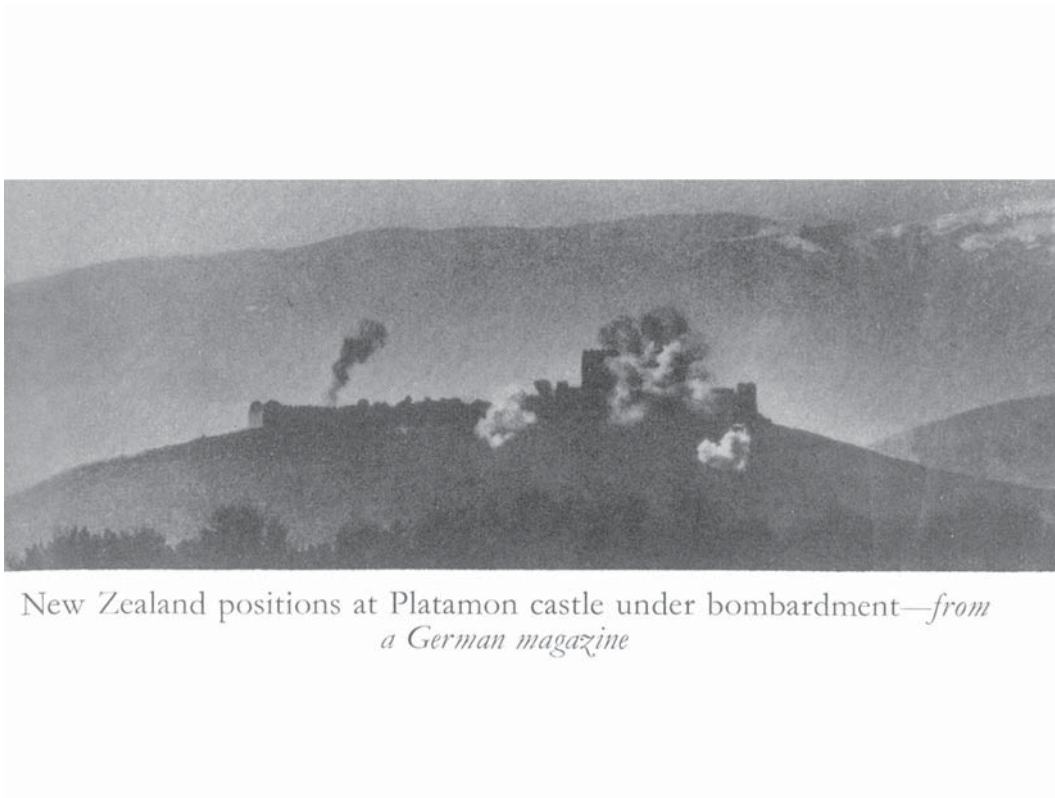 New Zealand positions at Platamon castle under bombardment—from
a German magazine